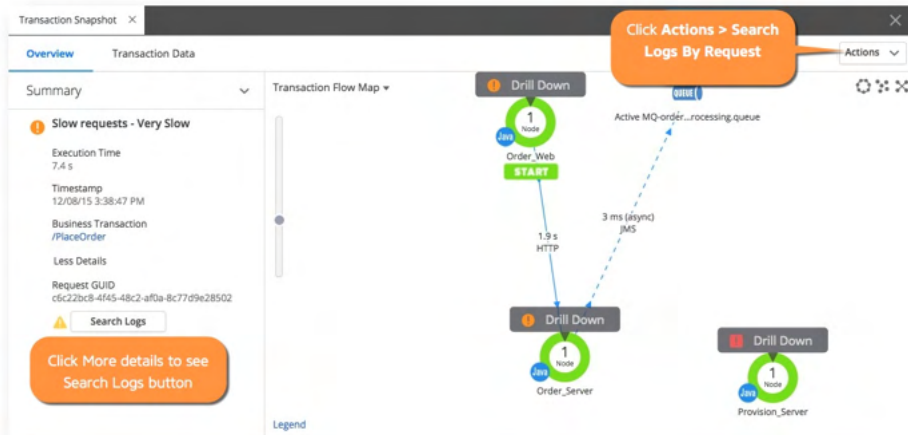 Transaction Snapshot ×
Click Actions > Search
Logs By Request
Overview
Transaction Data
Actions
Summary
Transaction Flow Map
Slow requests - Very Slow
Execution Time
7.4 s
Timestamp
12/08/15 3:38:47 PM
Business Transaction
/PlaceOrder
Less Details
Request GUID
c6c22bc8-4f45-48c2-af0a-8c77d9e28502
Search Logs
Click More details to see
Search Logs button
Drill Down
1
Node
Java
Order_Web
START
QUEUE
Active MQ-order...rocessing.queue
1.9 s
HTTP
3 ms (async)
JMS
Drill Down
1
Node
Java
Order_Server
Drill Down
1
Node
Java
Provision_Server
Legend